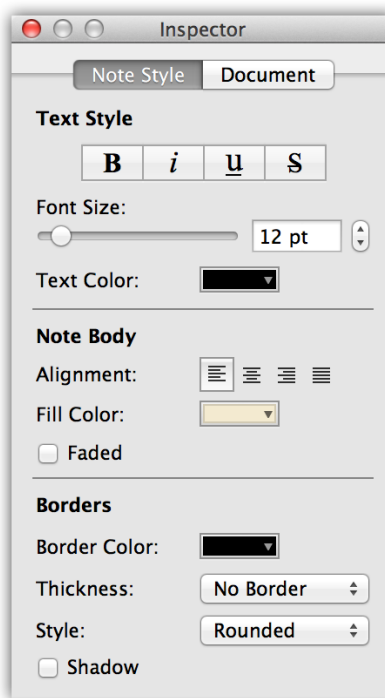 Inspector
Note Style Document
Text Style
B i u S
Font Size:
12 pt
Text Color:
Note Body
Alignment:
Fill Color:
Faded
Borders
Border Color:
Thickness: No Border
Style: Rounded
Shadow